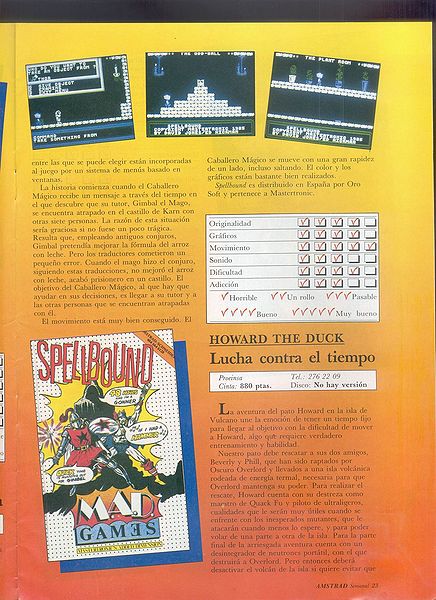 TAKE AN OBJECT FROM ?
COMMAND
TAKE SOMETHING FROM
THE ODD-BALL
THE PLANT ROOM
entre las que se puede elegir están incorporadas
al juego por un sistema de menús basado en
ventanas.
La historia comienza cuando el Caballero
Mágico recibe un mensaje a través del tiempo en
el que descubre que su tutor, Gimbal el Mago,
se encuentra atrapado en el castillo de Karn con
otras siete personas. La razón de esta situación
sería graciosa si no fuese un poco trágica.
Resulta que, empleando antiguos conjuros,
Gimbal pretendía mejorar la fórmula del arroz
con leche. Pero los traductores cometieron un
pequeño error. Cuando el mago hizo el conjuro,
siguiendo estas traducciones, no mejoró el arroz
con leche, acabó prisionero en un castillo. El
objetivo del Caballero Mágico, al que hay que
ayudar en sus decisiones, es llegar a su tutor y a
las otras personas que se encuentran atrapadas
con él.
El movimiento está muy bien conseguido. El
Caballero Mágico se mueve con una gran rapidez
de un lado, incluso saltando. El color y los
gráficos están bastante bien realizados.
Spellbound es distribuido en España por Oro
Soft y pertenece a Mastertronic.
Originalidad
Gráficos
Movimiento
Sonido
Dificultad
Adicción
Horrible Un rollo Pasable
Bueno Muy bueno
SPELLBOUND
MAD
GAMES
HOWARD THE DUCK
Lucha contra el tiempo
Proeinsa Tel.: 276 22 09
Cinta: 880 ptas. Disco: No hay versión
La aventura del pato Howard en la isla de
Vulcano une la emoción de tener un tiempo fijo
para llegar al objetivo con la dificultad de mover
a Howard, algo que requiere verdadero
entrenamiento y habilidad.
Nuestro pato debe rescatar a sus dos amigos,
Beverly y Phill, que han sido raptados por
Oscuro Overlord y llevados a una isla volcánica
rodeada de energía termal, necesaria para que
Overlord mantenga su poder. Para realizar el
rescate, Howard cuenta con su destreza como
maestro de Quack Fu y piloto de ultraligeros,
cualidades que le serán muy útiles cuando se
enfrente con los inesperados mutantes, que le
atacarán cuando menos lo espere, y para poder
volar de una parte a otra de la isla. Para la parte
final de la arriesgada aventura cuenta con un
desintegrador de neutrones portátil, con el que
destruirá a Overlord. Pero entonces deberá
desactivar el volcán de la isla si quiere evitar que
AMSTRAD Semanal 23